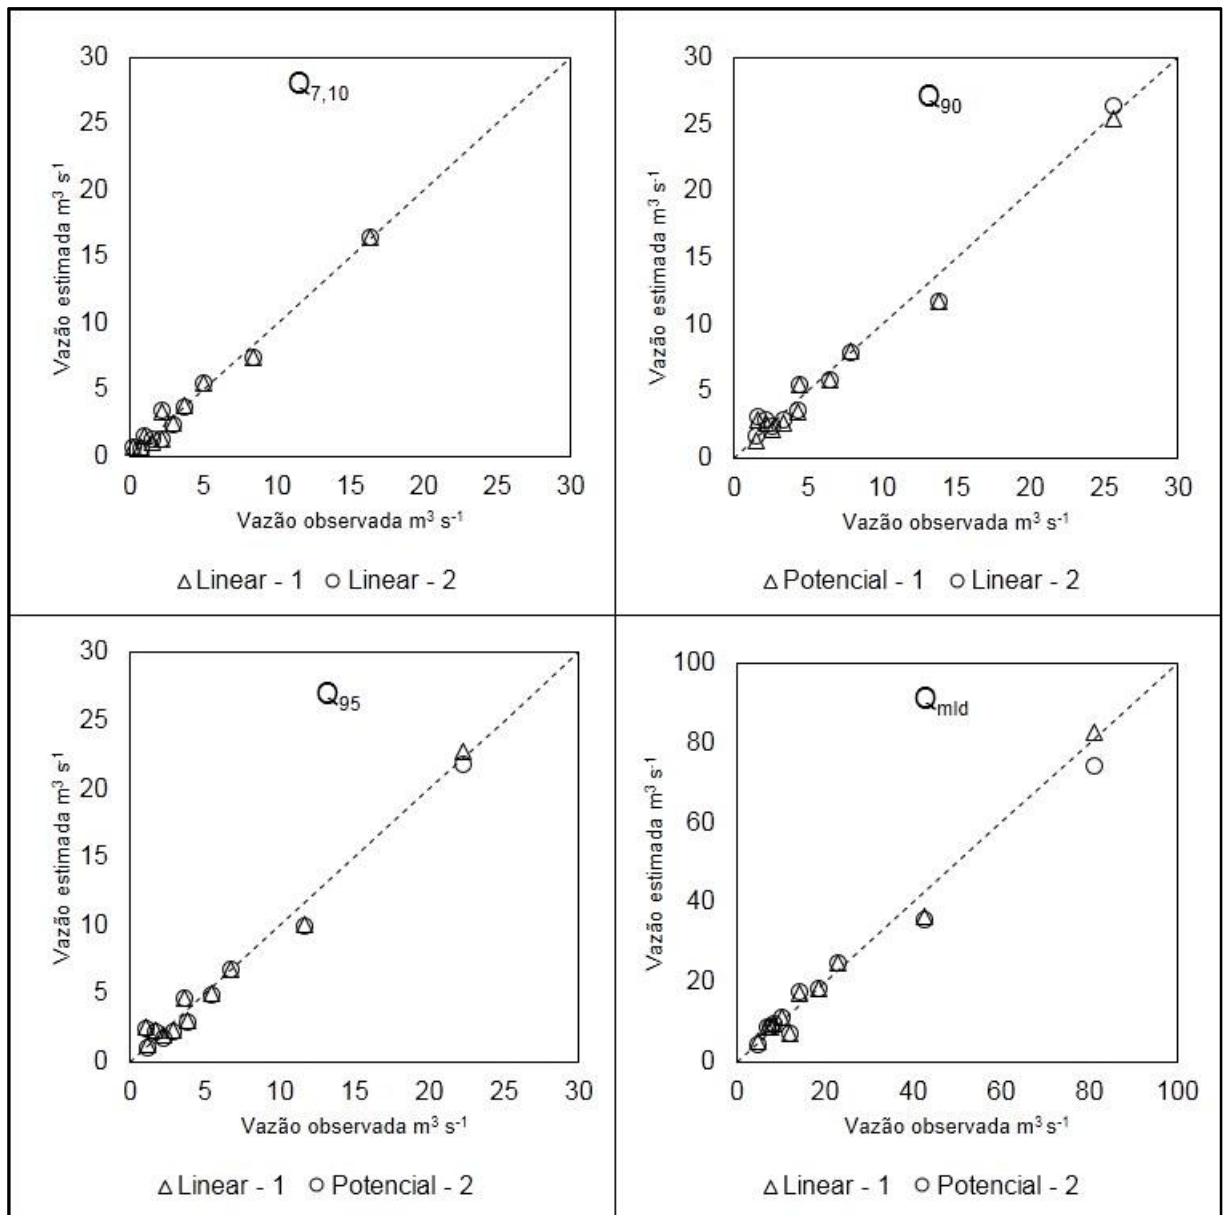 30
25
20
15
10
5
0
Vazão estimada m³ s⁻¹
Q7,10
0 5 10 15 20 25 30
Vazão observada m³ s⁻¹
△ Linear - 1 ○ Linear - 2
30
25
20
15
10
5
0
Vazão estimada m³ s⁻¹
Q90
0 5 10 15 20 25 30
Vazão observada m³ s⁻¹
△ Potencial - 1 ○ Linear - 2
30
25
20
15
10
5
0
Vazão estimada m³ s⁻¹
Q95
0 5 10 15 20 25 30
Vazão observada m³ s⁻¹
△ Linear - 1 ○ Potencial - 2
100
80
60
40
20
0
Vazão estimada m³ s⁻¹
Qmld
0 20 40 60 80 100
Vazão observada m³ s⁻¹
△ Linear - 1 ○ Potencial - 2